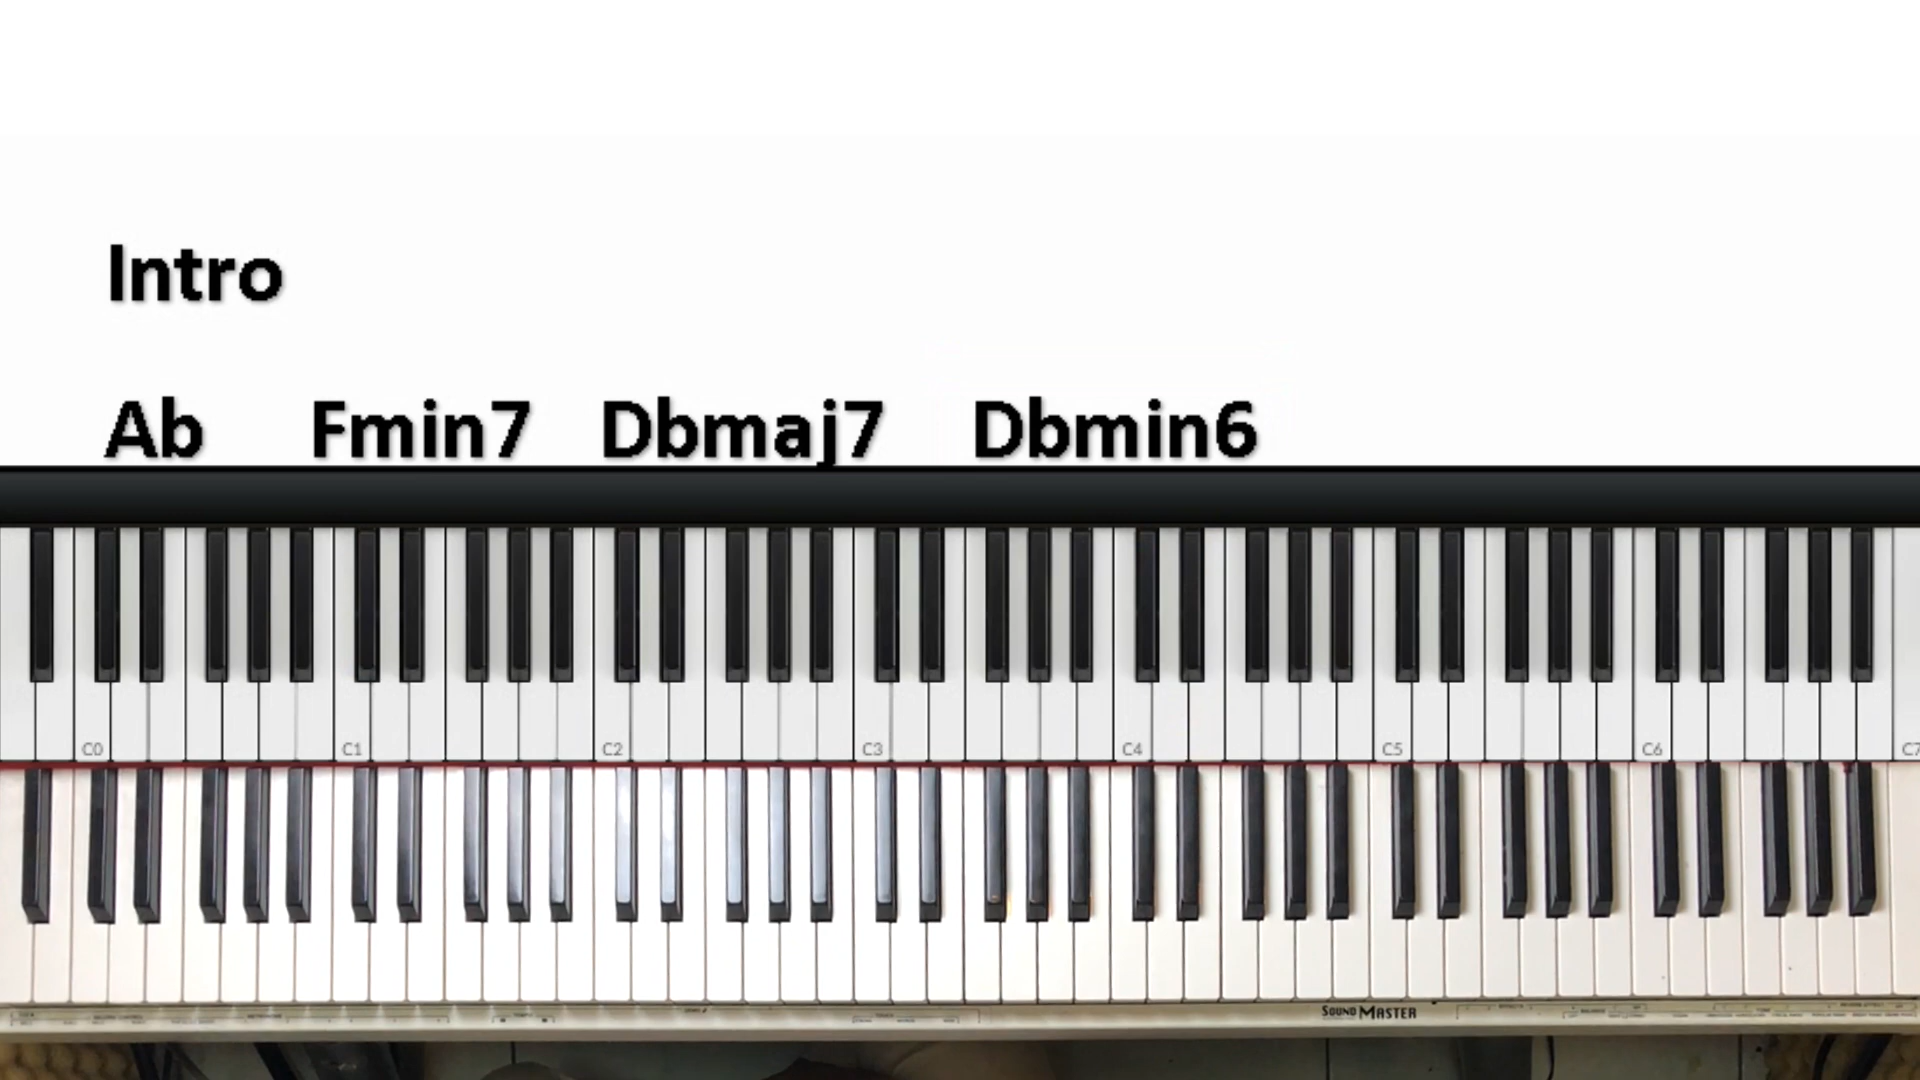 Intro
Ab Fmin7 Dbmaj7 Dbmin6
C0 C1 C2 C3 C4 C5 C6 C7
SOUND MASTER